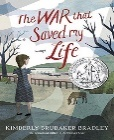 The WAR that
Saved my
Life
KIMBERLY BRUBAKER BRADLEY